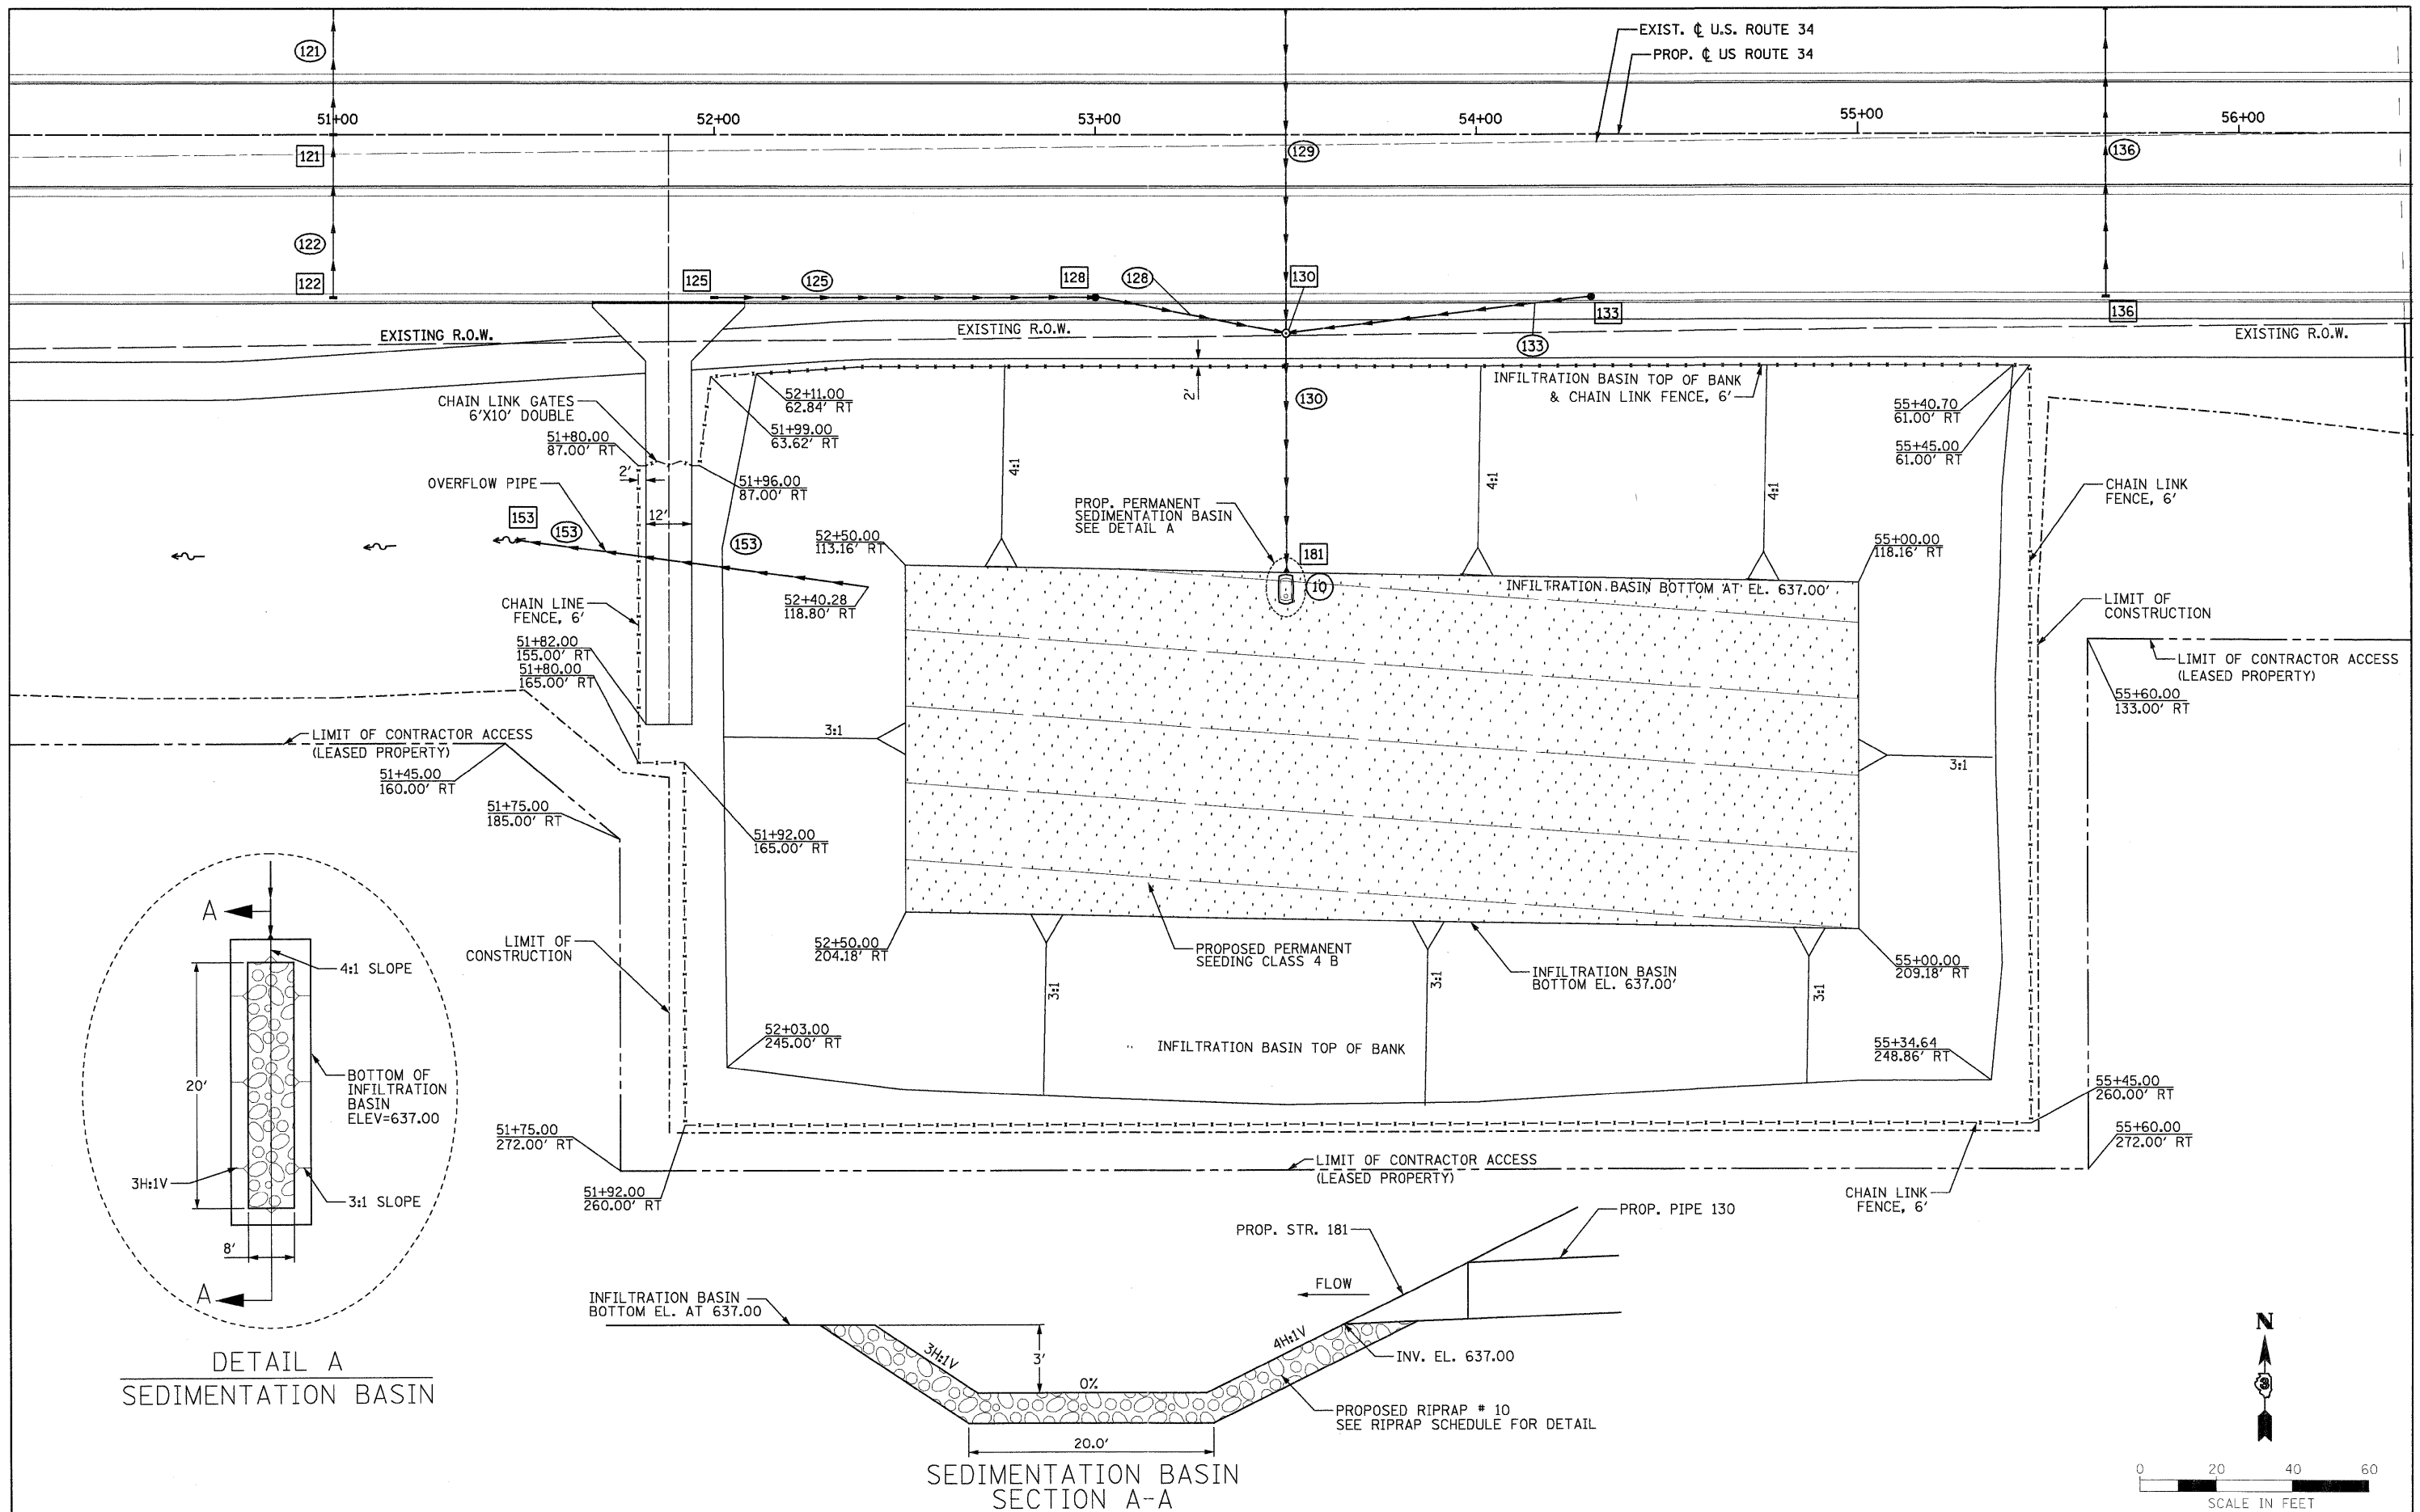 EXIST. ℄ U.S. ROUTE 34
PROP. ℄ US ROUTE 34
121
51+00
52+00
53+00
54+00
55+00
56+00
121
129
136
122
122
125
125
128
128
130
133
136
EXISTING R.O.W.
EXISTING R.O.W.
EXISTING R.O.W.
133
CHAIN LINK GATES
6'X10' DOUBLE
52+11.00
62.84' RT
51+99.00
63.62' RT
51+80.00
87.00' RT
51+96.00
87.00' RT
2'
12'
130
2'
INFILTRATION BASIN TOP OF BANK
& CHAIN LINK FENCE, 6'
55+40.70
61.00' RT
55+45.00
61.00' RT
4:1
4:1
4:1
OVERFLOW PIPE
153
153
153
PROP. PERMANENT
SEDIMENTATION BASIN
SEE DETAIL A
181
10
CHAIN LINK
FENCE, 6'
52+50.00
113.16' RT
55+00.00
118.16' RT
52+40.28
118.80' RT
INFILTRATION BASIN BOTTOM AT EL. 637.00'
CHAIN LINE
FENCE, 6'
LIMIT OF
CONSTRUCTION
51+82.00
155.00' RT
51+80.00
165.00' RT
LIMIT OF CONTRACTOR ACCESS
(LEASED PROPERTY)
55+60.00
133.00' RT
LIMIT OF CONTRACTOR ACCESS
(LEASED PROPERTY)
51+45.00
160.00' RT
51+75.00
185.00' RT
51+92.00
165.00' RT
3:1
3:1
LIMIT OF
CONSTRUCTION
52+50.00
204.18' RT
PROPOSED PERMANENT
SEEDING CLASS 4 B
INFILTRATION BASIN
BOTTOM EL. 637.00'
55+00.00
209.18' RT
3:1
3:1
3:1
52+03.00
245.00' RT
INFILTRATION BASIN TOP OF BANK
55+34.64
248.86' RT
55+45.00
260.00' RT
55+60.00
272.00' RT
51+75.00
272.00' RT
51+92.00
260.00' RT
LIMIT OF CONTRACTOR ACCESS
(LEASED PROPERTY)
CHAIN LINK
FENCE, 6'
A
4:1 SLOPE
20'
BOTTOM OF
INFILTRATION
BASIN
ELEV=637.00
3H:1V
3:1 SLOPE
8'
A
DETAIL A
SEDIMENTATION BASIN
PROP. STR. 181
PROP. PIPE 130
FLOW
INFILTRATION BASIN
BOTTOM EL. AT 637.00
3H:1V
3'
0%
4H:1V
INV. EL. 637.00
PROPOSED RIPRAP # 10
SEE RIPRAP SCHEDULE FOR DETAIL
20.0'
SEDIMENTATION BASIN
SECTION A-A
N
3
0 20 40 60
SCALE IN FEET